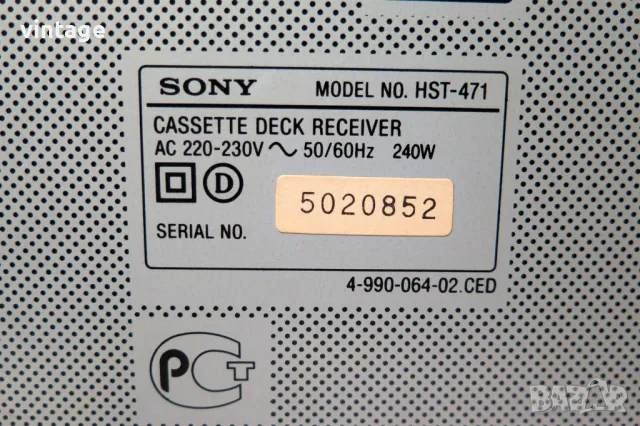 vintage
SONY MODEL NO. HST-471
CASSETTE DECK RECEIVER
AC 220-230V ~ 50/60Hz 240W
D
5020852
SERIAL NO.
4-990-064-02.CED
PCT
BAZAR